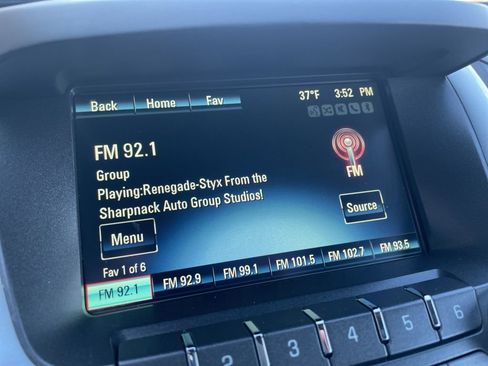 Back Home Fav 37°F 3:52 PM
FM 92.1
Group
Playing:Renegade-Styx From the
Sharpnack Auto Group Studios!
FM
Menu
Source
Fav 1 of 6
FM 92.1 FM 92.9 FM 99.1 FM 101.5 FM 102.7 FM 93.5
2 3 4 5 6